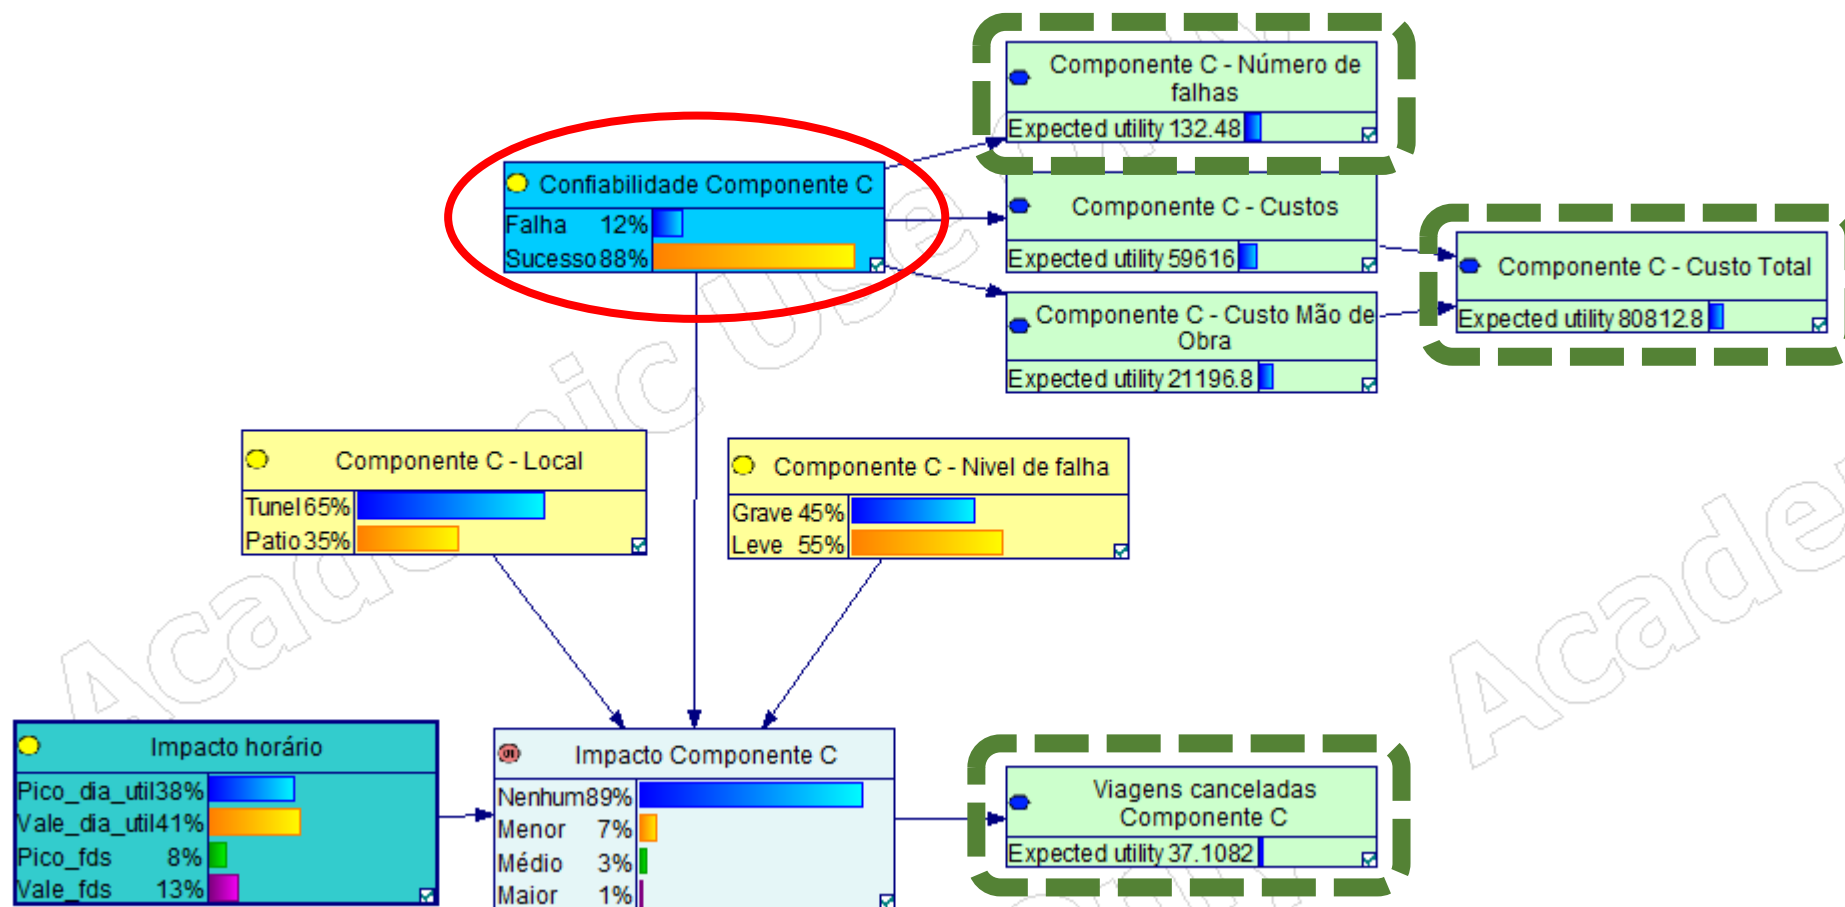 Componente C - Número de
falhas
Expected utility 132.48
Confiabilidade Componente C
Falha 12%
Sucesso 88%
Componente C - Custos
Expected utility 59616
Componente C - Custo Total
Expected utility 80812.8
Componente C - Custo Mão de
Obra
Expected utility 21196.8
Componente C - Local
Tunel 65%
Patio 35%
Componente C - Nivel de falha
Grave 45%
Leve 55%
Impacto horário
Pico_dia_util 38%
Vale_dia_util 41%
Pico_fds 8%
Vale_fds 13%
Impacto Componente C
Nenhum 89%
Menor 7%
Médio 3%
Maior 1%
Viagens canceladas
Componente C
Expected utility 37.1082
Academic Use Only
Acade